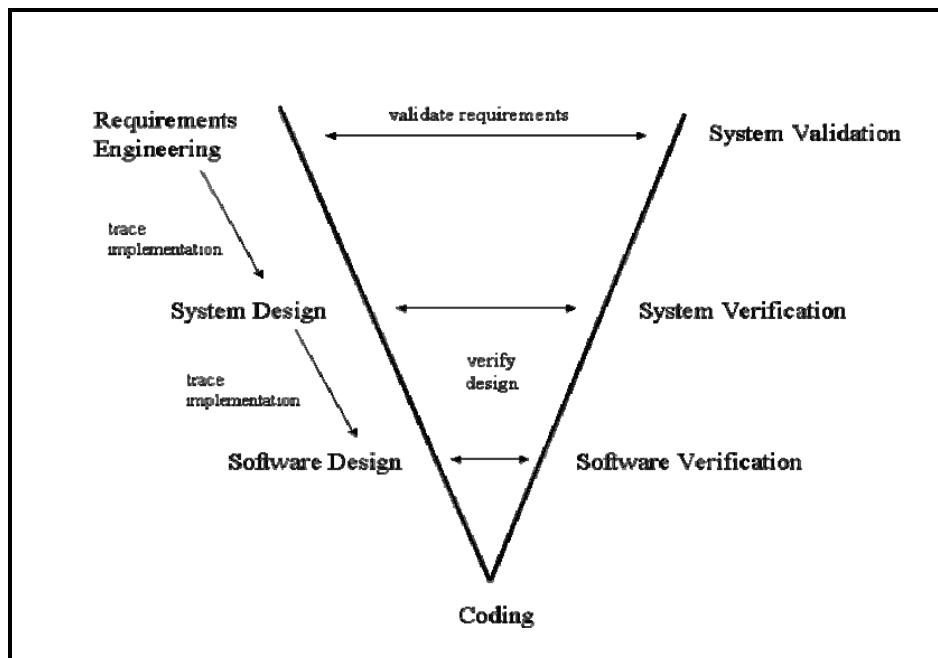 validate requirements
Requirements
Engineering
System Validation
trace
implementation
System Design
System Verification
verify
design
trace
implementation
Software Design
Software Verification
Coding